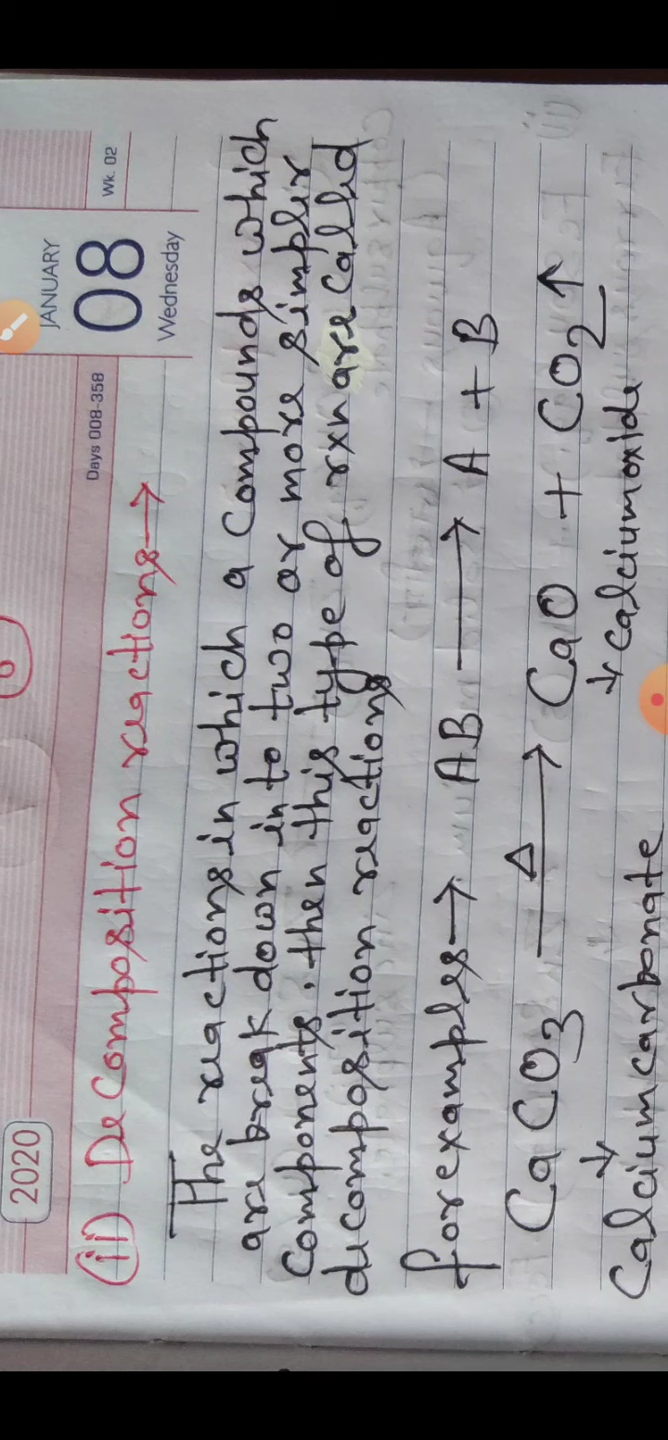 2020
JANUARY
08
Wednesday
Wk. 02
Days 008-358
(ii) Decomposition reactions→
The reactions in which a compounds which
are break down into two or more simpler
components, then this type of rxn are called
decomposition reactions
for examples→ AB ⟶ A + B
CaCO₃ —Δ→ CaO + CO₂↑
↓ ↓
Calcium carbonate Calcium oxide